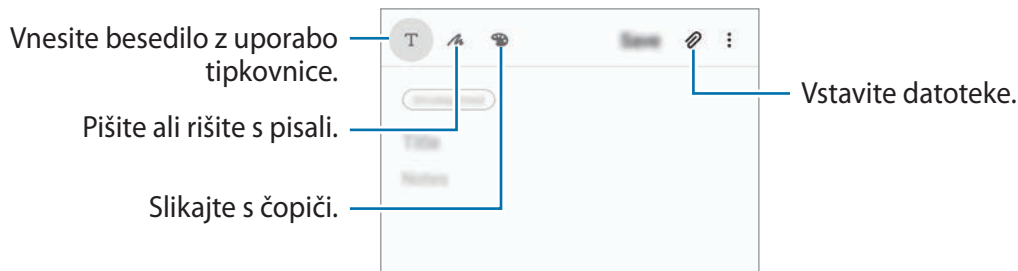 Vnesite besedilo z uporabo
tipkovnice.
Pišite ali rišite s pisali.
Slikajte s čopiči.
T
Save
Title
Notes
Vstavite datoteke.